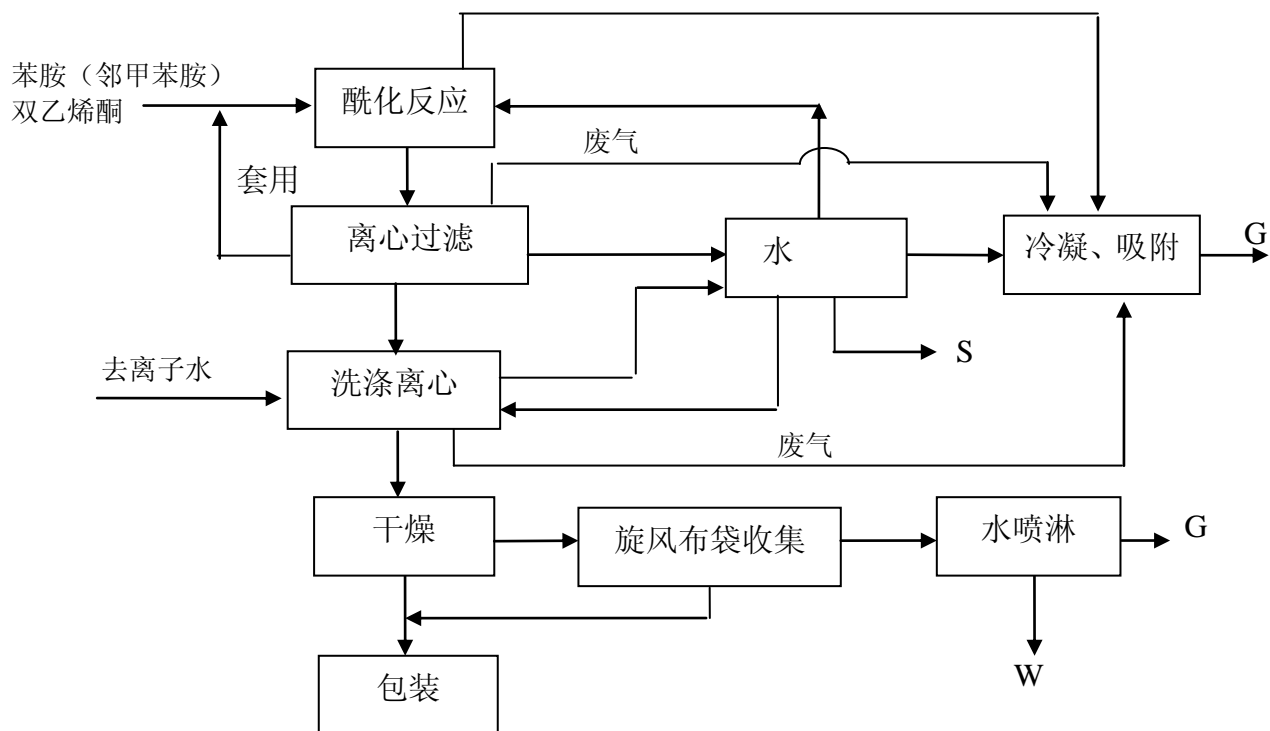 苯胺（邻甲苯胺）
双乙烯酮
酰化反应
废气
套用
离心过滤
水
冷凝、吸附
G
S
去离子水
洗涤离心
废气
干燥
旋风布袋收集
水喷淋
G
W
包装